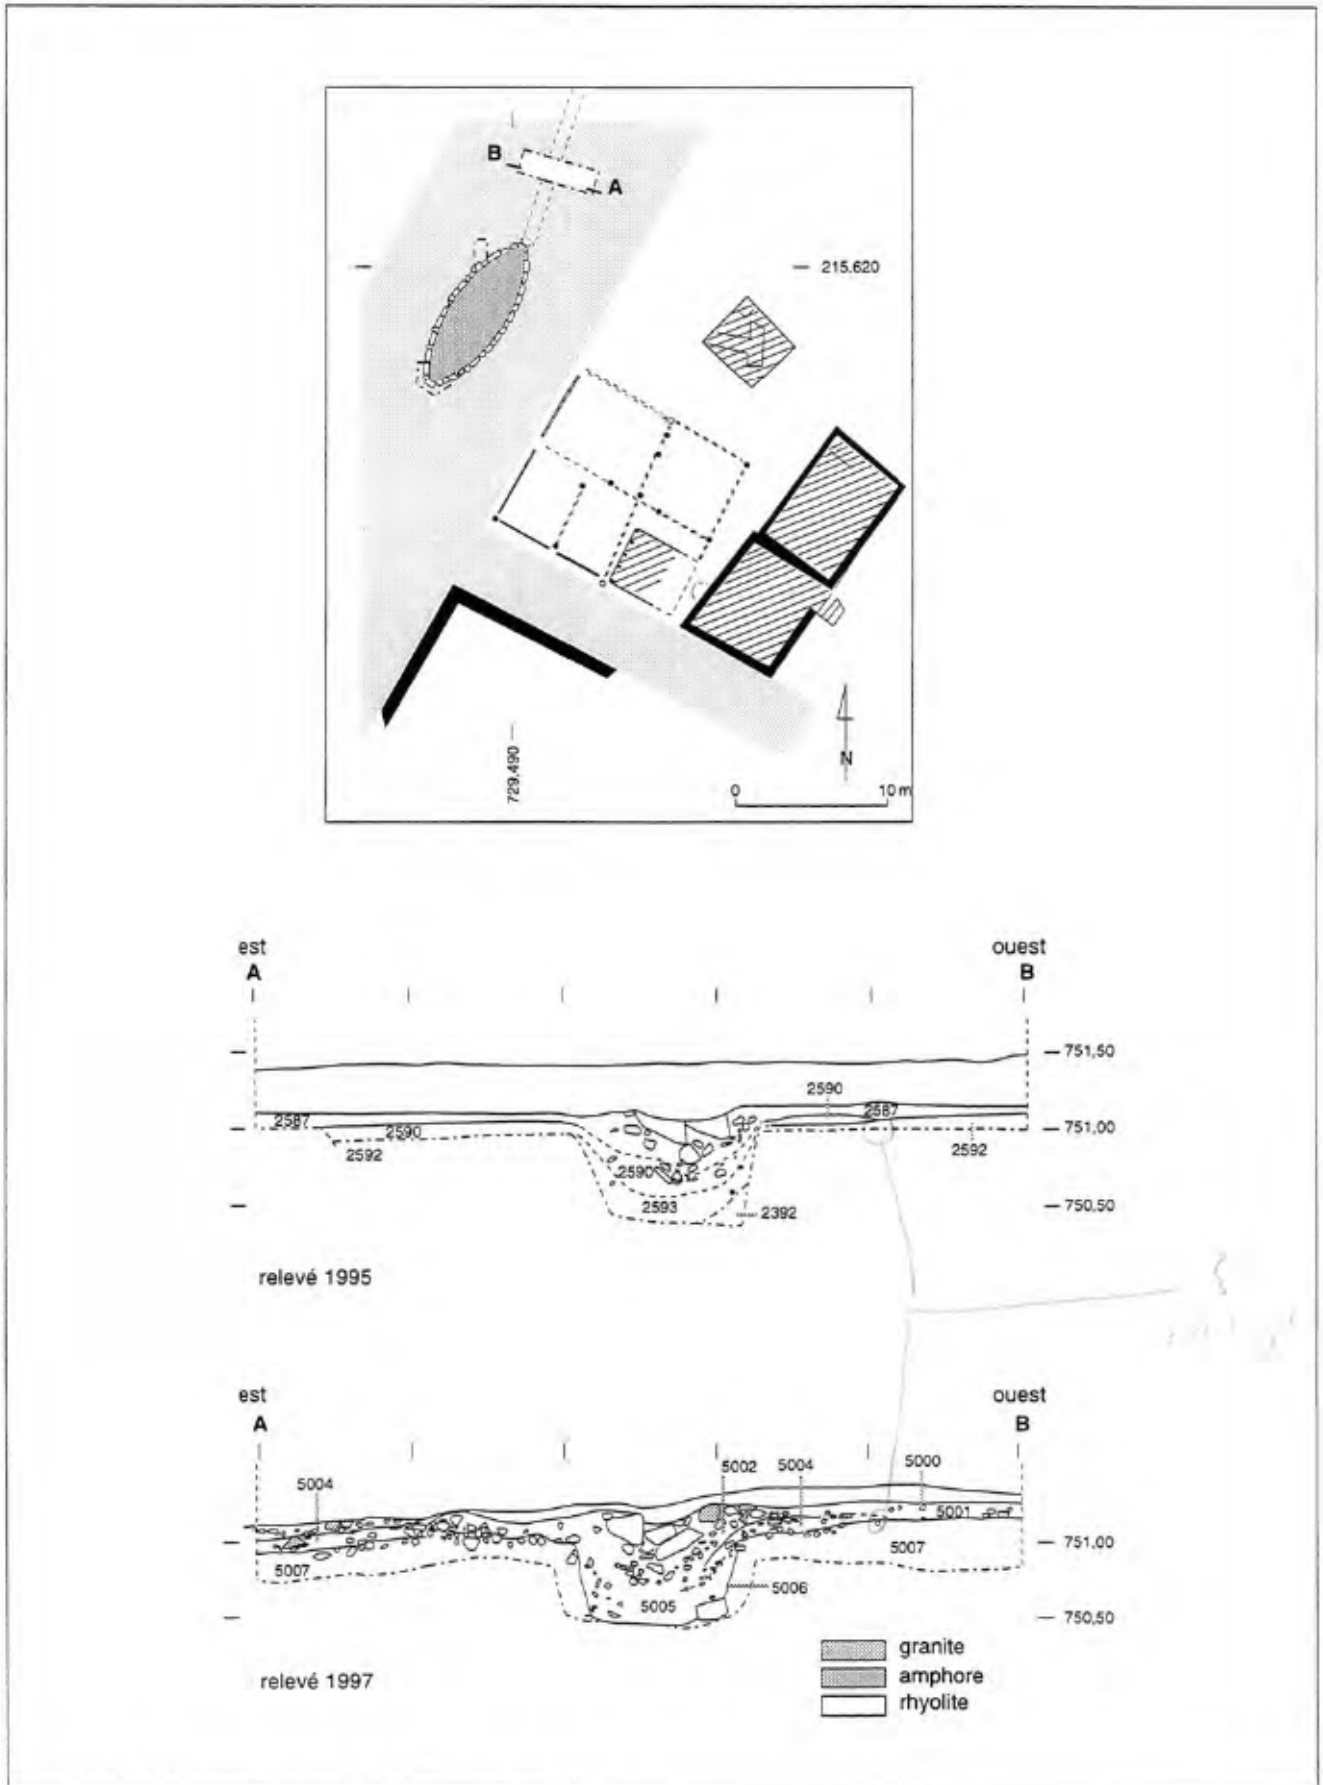 B
A
215.620
729.490
N
0 10 m
est ouest
A B
751,50
2590
2587 2587
2590 751,00
2592 2592
2590
2593 2392 750,50
relevé 1995
est ouest
A B
5002 5004 5000
5004
5001
5007 5007 751,00
5006
5005
750,50
granite
relevé 1997 amphore
rhyolite